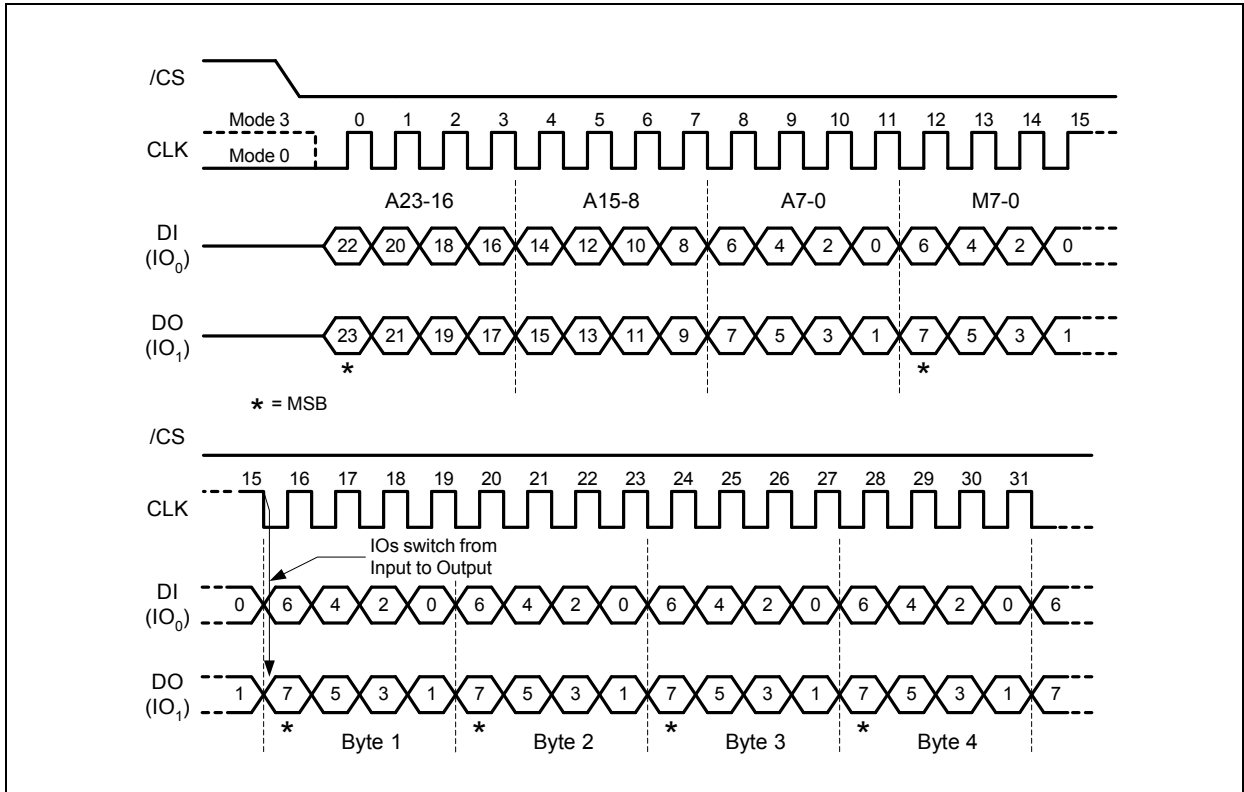 /CS
Mode 3 0 1 2 3 4 5 6 7 8 9 10 11 12 13 14 15
CLK
Mode 0
A23-16 A15-8 A7-0 M7-0
DI
(IO0) 22 20 18 16 14 12 10 8 6 4 2 0 6 4 2 0
DO
(IO1) 23 21 19 17 15 13 11 9 7 5 3 1 7 5 3 1
* *
* = MSB
/CS
15 16 17 18 19 20 21 22 23 24 25 26 27 28 29 30 31
CLK
IOs switch from
Input to Output
DI
(IO0) 0 6 4 2 0 6 4 2 0 6 4 2 0 6 4 2 0 6
DO
(IO1) 1 7 5 3 1 7 5 3 1 7 5 3 1 7 5 3 1 7
* * * *
Byte 1 Byte 2 Byte 3 Byte 4